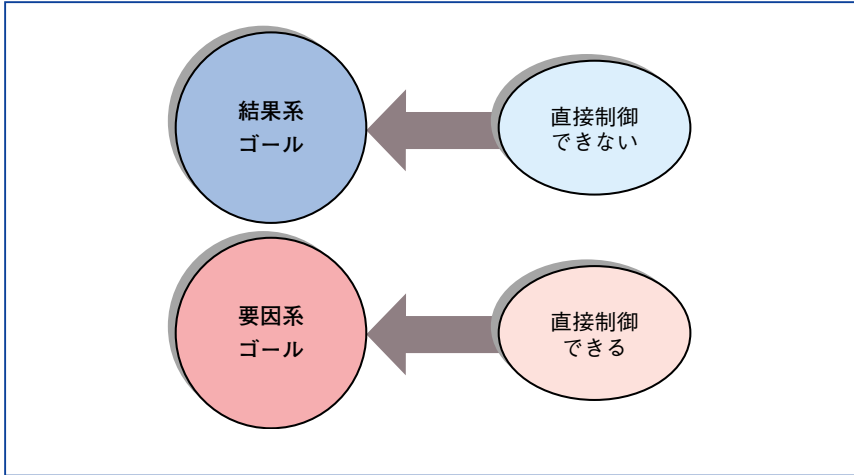 結果系
ゴール
直接制御
できない
要因系
ゴール
直接制御
できる